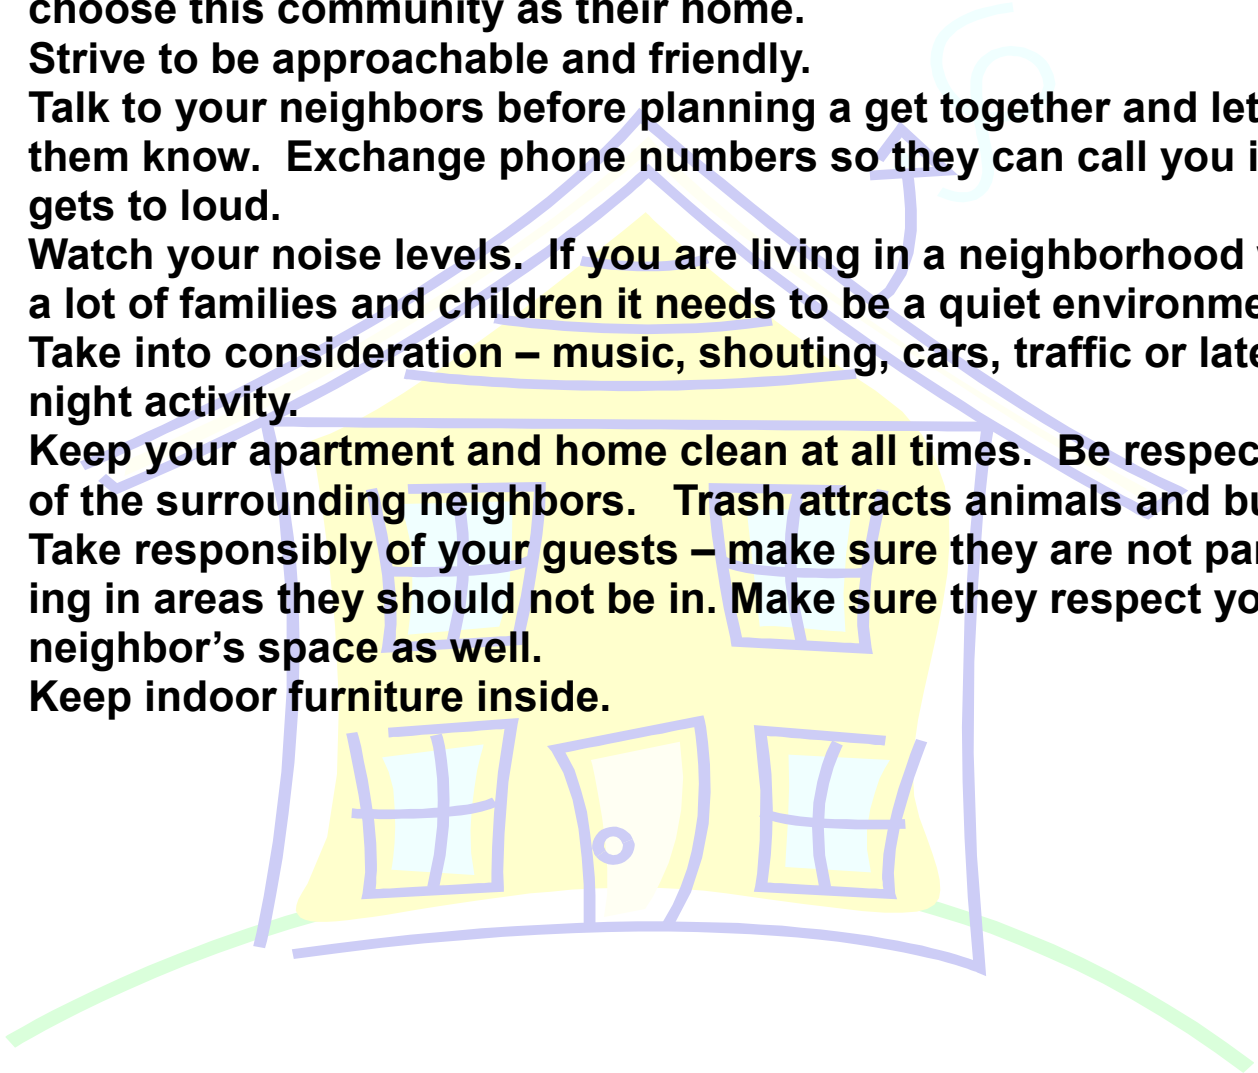 choose this community as their home.
Strive to be approachable and friendly.
Talk to your neighbors before planning a get together and let
them know.  Exchange phone numbers so they can call you
gets to loud.
Watch your noise levels.  If you are living in a neighborhood
a lot of families and children it needs to be a quiet
Take into consideration – music, shouting, cars, traffic or late
night activity.
Keep your apartment and home clean at all times.  Be
of the surrounding neighbors.   Trash attracts animals and
Take responsibly of your guests – make sure they are not
ing in areas they should not be in. Make sure they respect
neighbor’s space as well.
Keep indoor furniture inside.